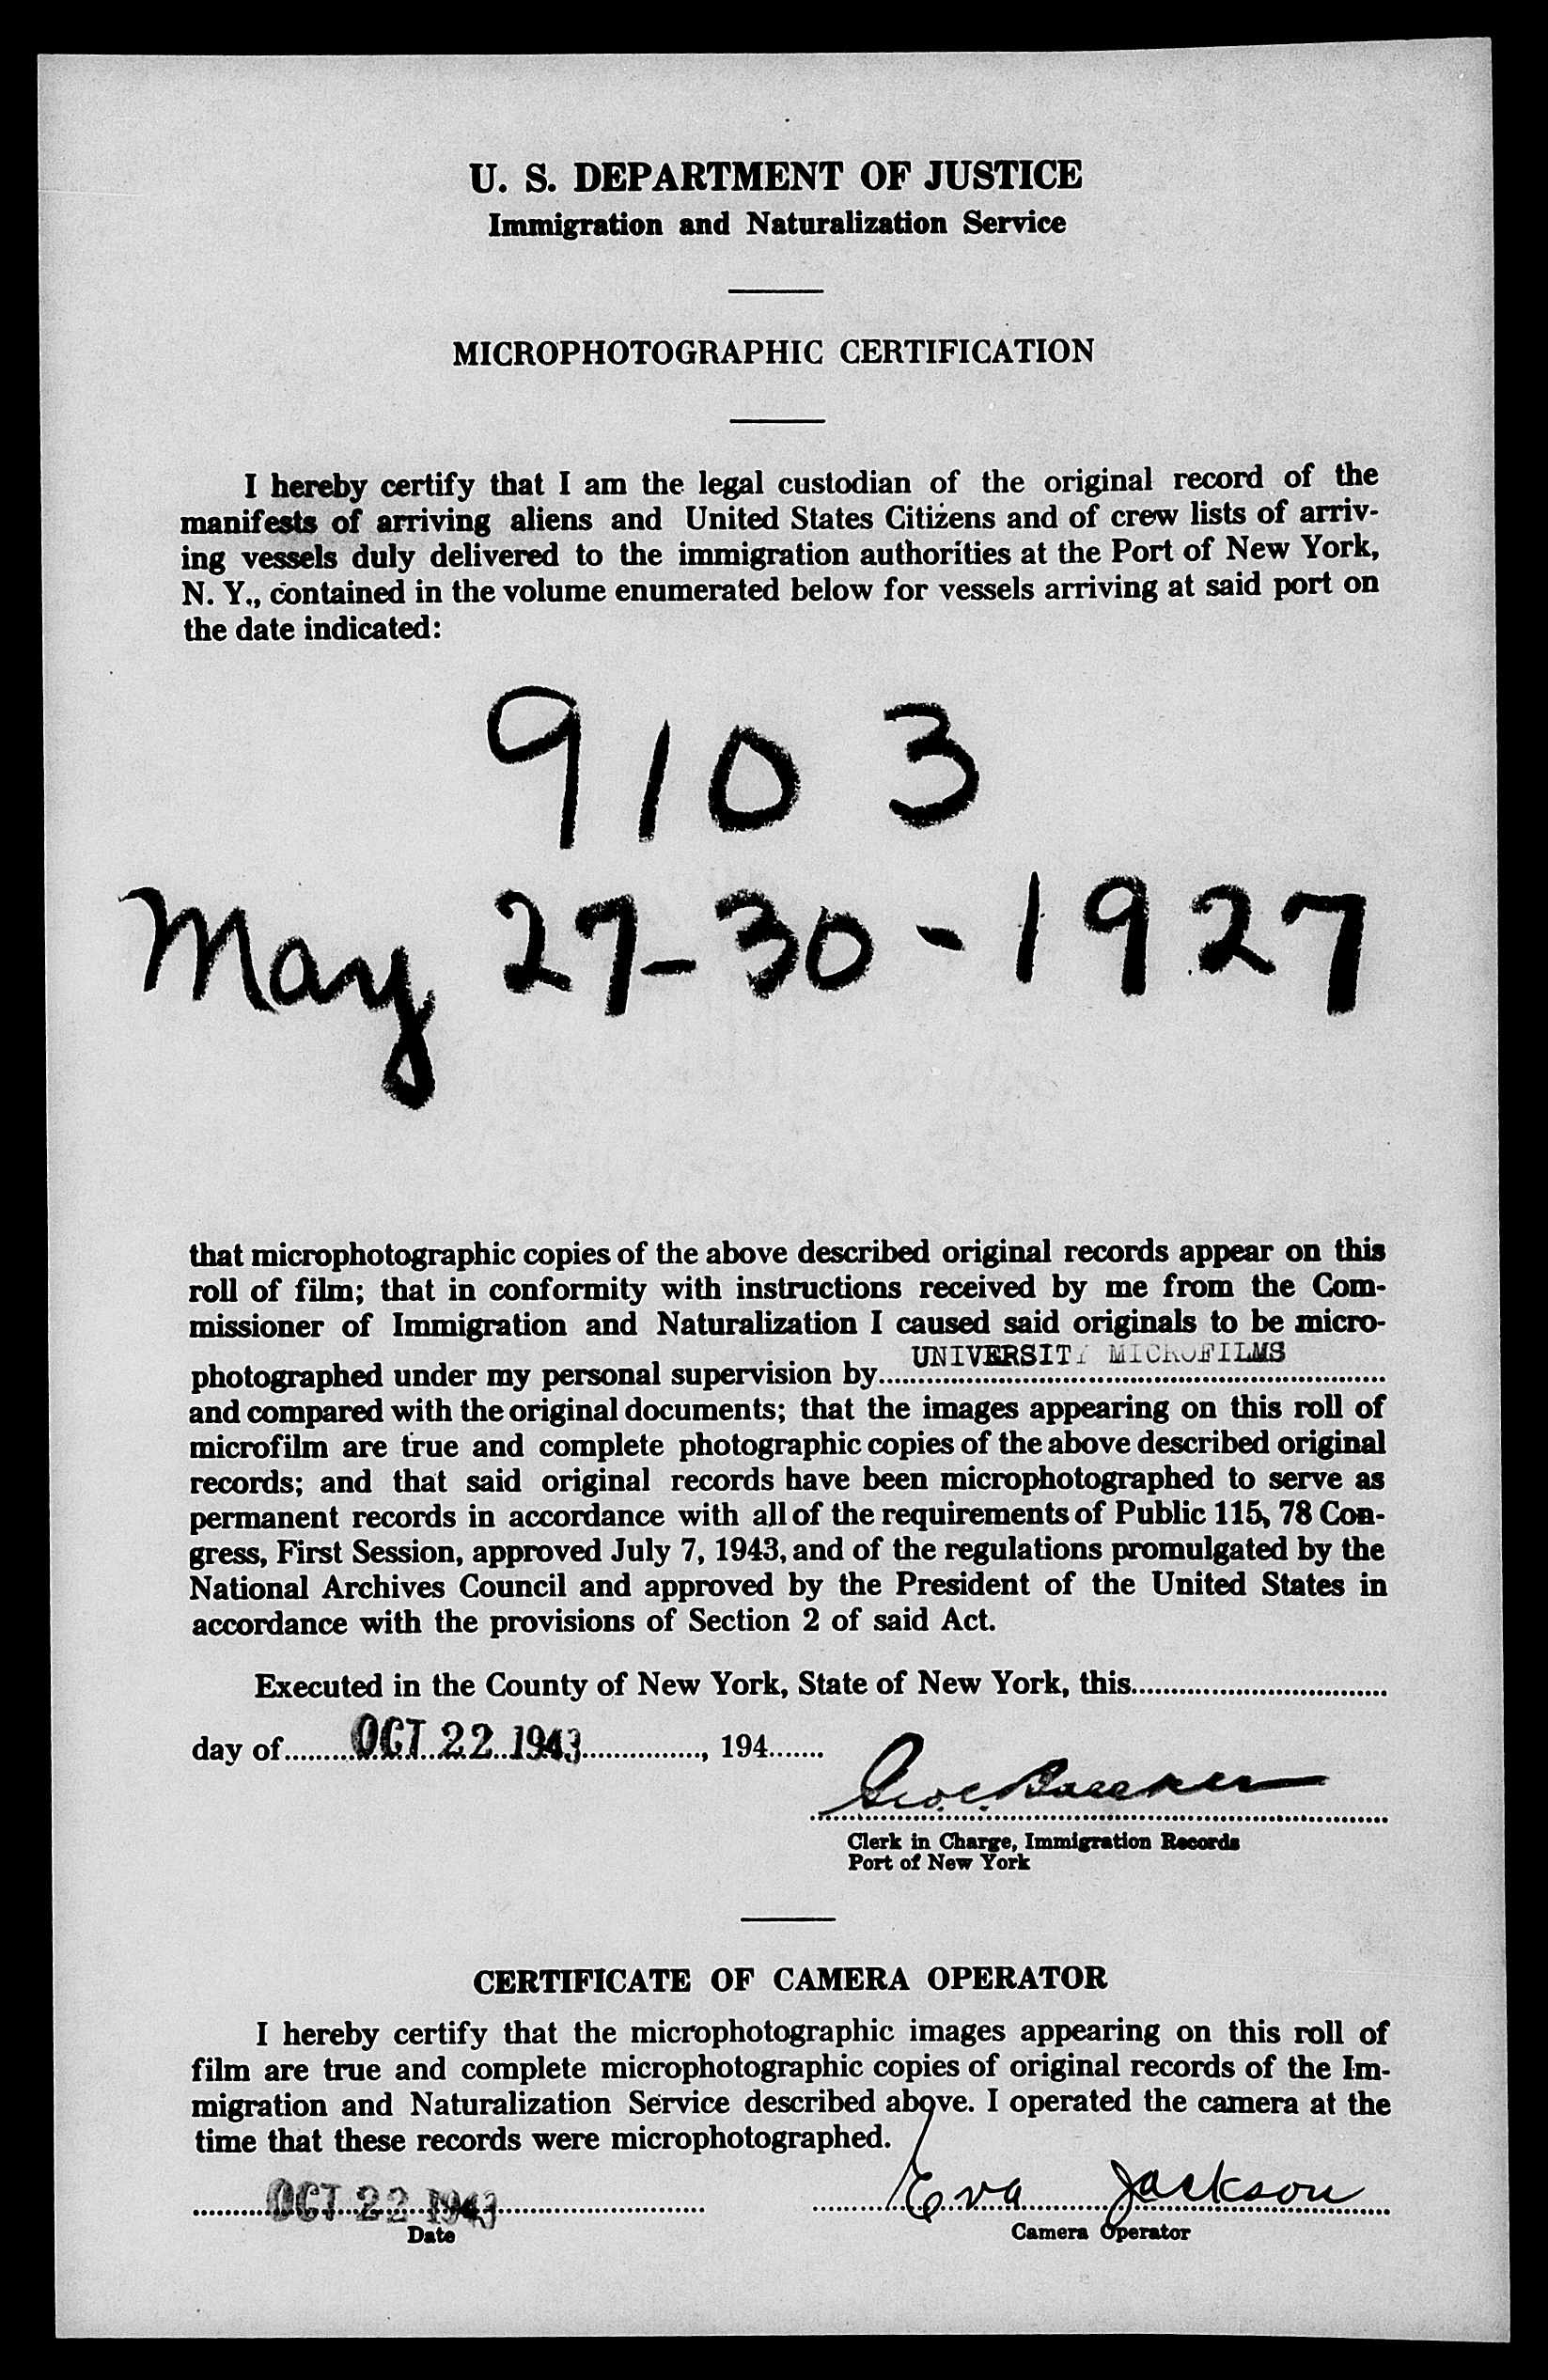 U. S. DEPARTMENT OF JUSTICE
Immigration and Naturalization Service
MICROPHOTOGRAPHIC CERTIFICATION
I hereby certify that I am the legal custodian of the original record of the
manifests of arriving aliens and United States Citizens and of crew lists of arriv-
ing vessels duly delivered to the immigration authorities at the Port of New York,
N. Y., contained in the volume enumerated below for vessels arriving at said port on
the date indicated:
9103
May 27-30-1927
that microphotographic copies of the above described original records appear on this
roll of film; that in conformity with instructions received by me from the Com-
missioner of Immigration and Naturalization I caused said originals to be micro-
photographed under my personal supervision by UNIVERSITY MICROFILMS
and compared with the original documents; that the images appearing on this roll of
microfilm are true and complete photographic copies of the above described original
records; and that said original records have been microphotographed to serve as
permanent records in accordance with all of the requirements of Public 115, 78 Con-
gress, First Session, approved July 7, 1943, and of the regulations promulgated by the
National Archives Council and approved by the President of the United States in
accordance with the provisions of Section 2 of said Act.
Executed in the County of New York, State of New York, this
day of OCT 22 1943, 194
Clerk in Charge, Immigration Records
Port of New York
CERTIFICATE OF CAMERA OPERATOR
I hereby certify that the microphotographic images appearing on this roll of
film are true and complete microphotographic copies of original records of the Im-
migration and Naturalization Service described above. I operated the camera at the
time that these records were microphotographed.
OCT 22 1943 Eva Jackson
Date Camera Operator